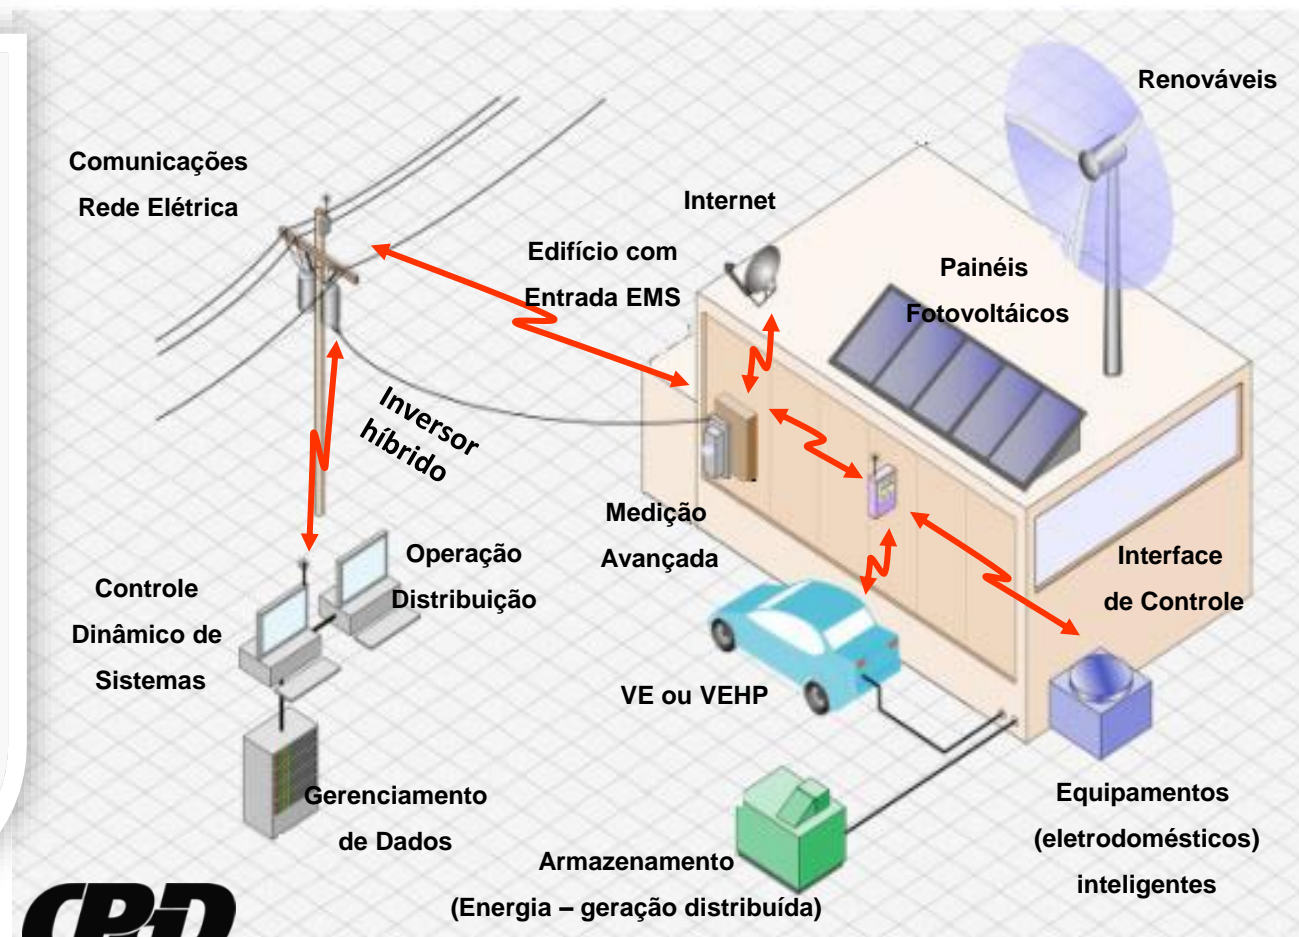 Renováveis
Comunicações
Rede Elétrica
Internet
Edifício com
Entrada EMS
Painéis
Fotovoltáicos
Inversor
híbrido
Medição
Avançada
Operação
Distribuição
Interface
de Controle
Controle
Dinâmico de
Sistemas
VE ou VEHP
Gerenciamento
de Dados
Equipamentos
(eletrodomésticos)
inteligentes
Armazenamento
(Energia – geração distribuída)